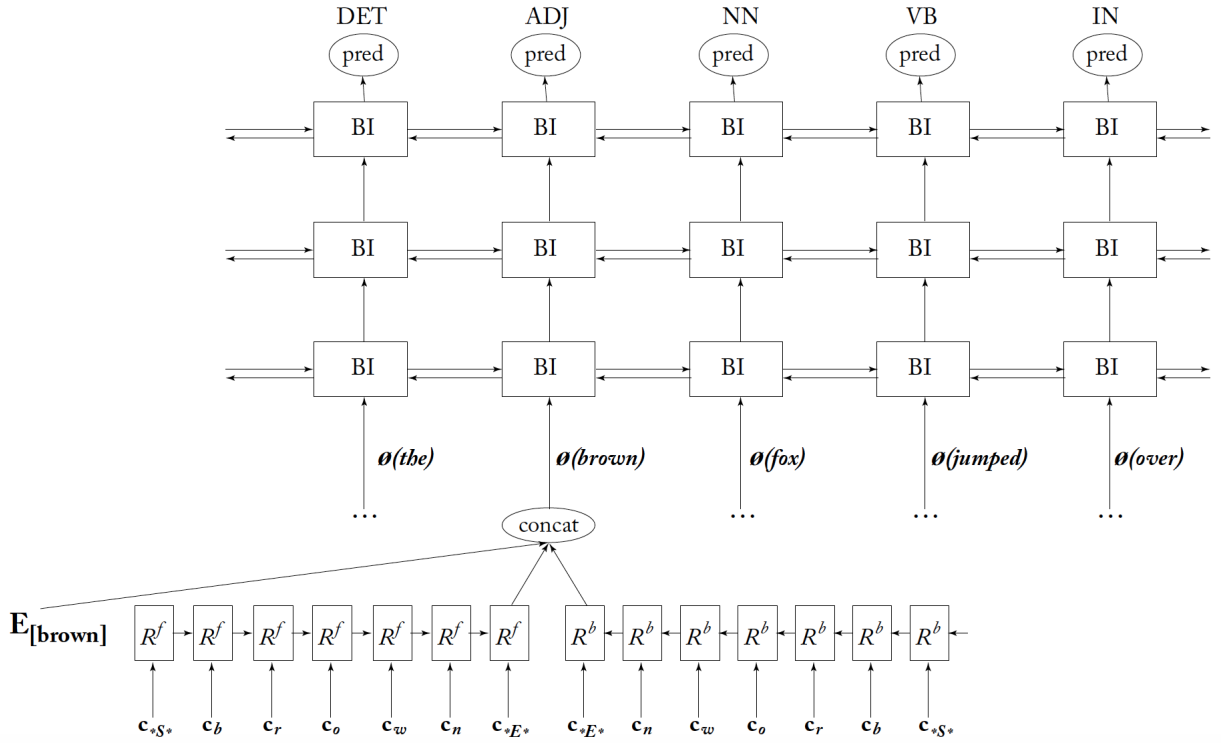 DET ADJ NN VB IN
pred pred pred pred pred
BI BI BI BI BI
BI BI BI BI BI
BI BI BI BI BI
ø(the) ø(brown) ø(fox) ø(jumped) ø(over)
... concat ... ... ...
E[brown] R^f R^f R^f R^f R^f R^f R^f R^b R^b R^b R^b R^b R^b R^b
c*S* c_b c_r c_o c_w c_n c*E* c*E* c_n c_w c_o c_r c_b c*S*